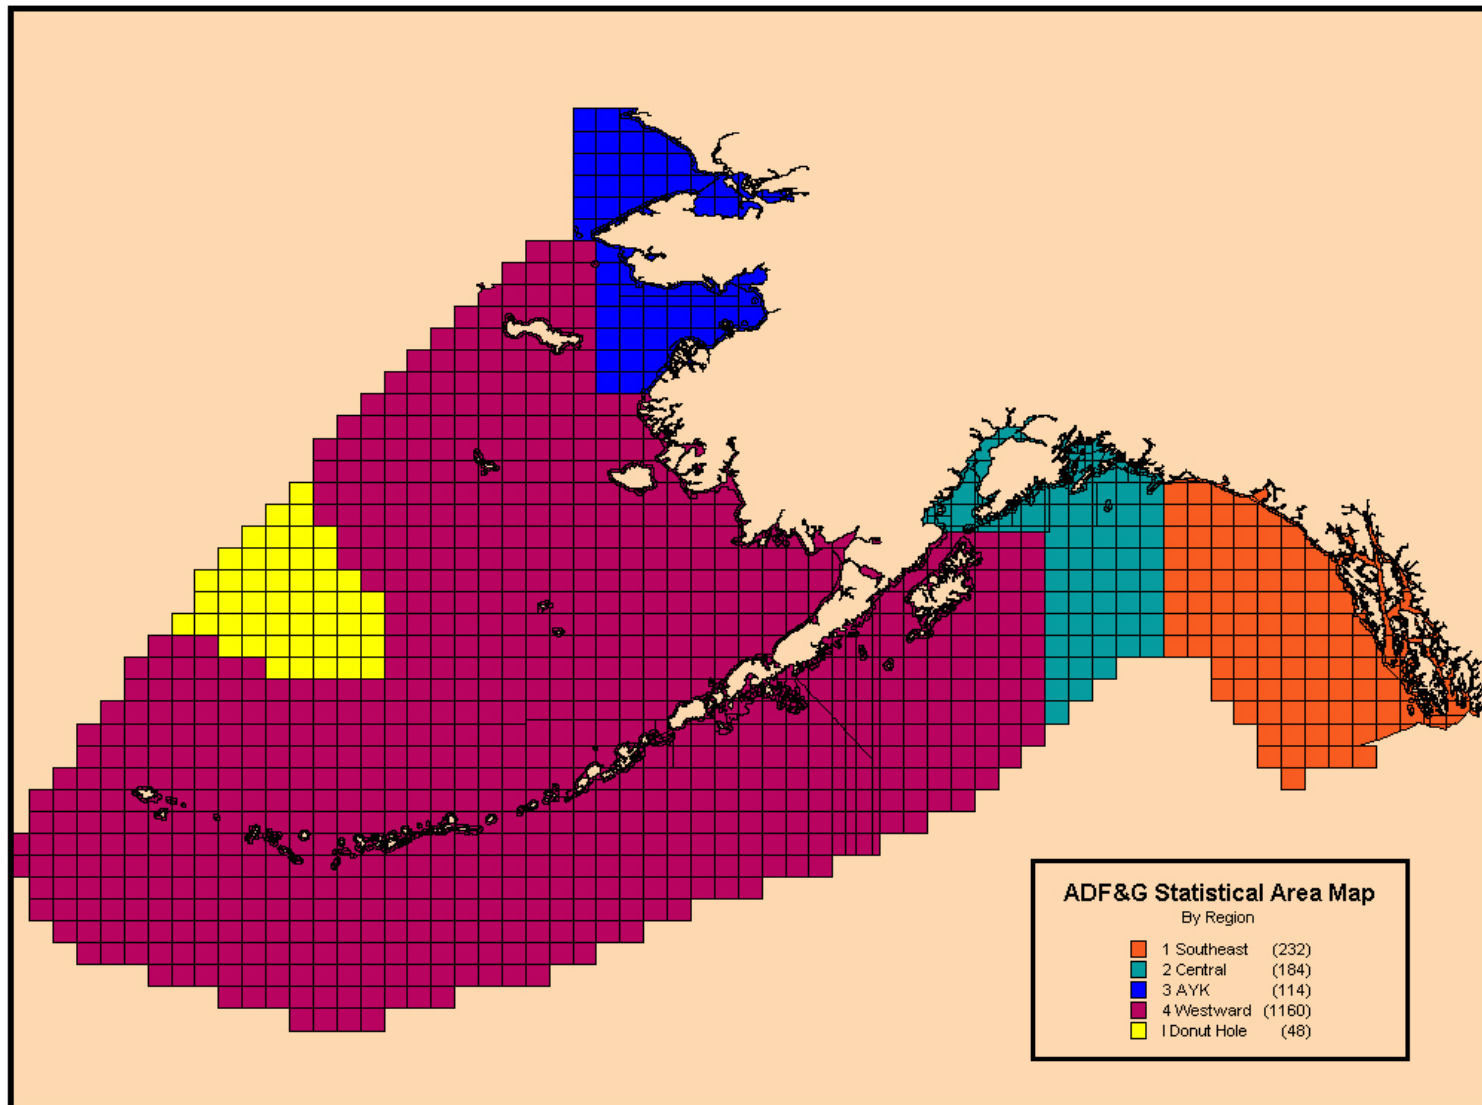 ADF&G Statistical Area Map
By Region
1 Southeast (232)
2 Central (184)
3 AYK (114)
4 Westward (1160)
I Donut Hole (48)